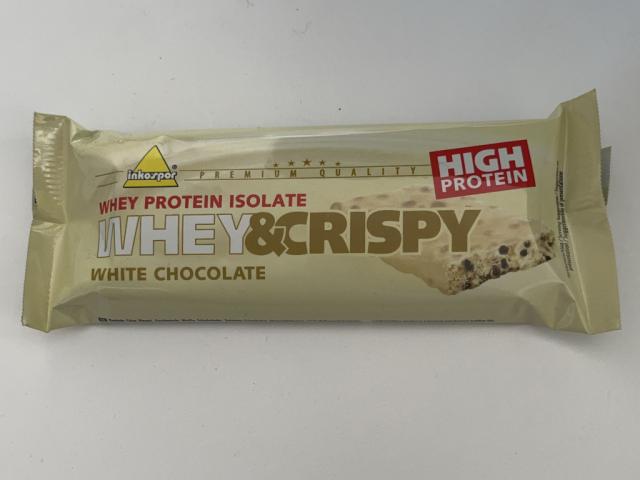 inkospor®
PREMIUM QUALITY
HIGH
PROTEIN
WHEY PROTEIN ISOLATE
WHEY&CRISPY
WHITE CHOCOLATE